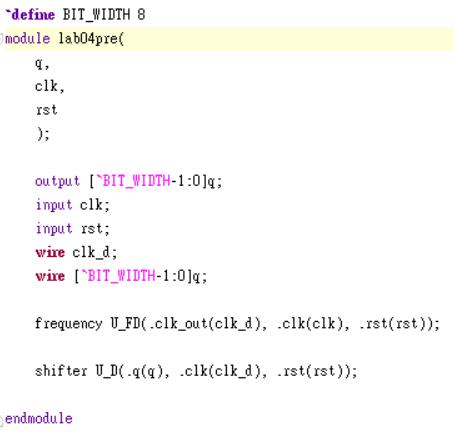 `define BIT_WIDTH 8
module lab04pre(
q,
clk,
rst
);
output [`BIT_WIDTH-1:0]q;
input clk;
input rst;
wire clk_d;
wire [`BIT_WIDTH-1:0]q;
frequency U_FD(.clk_out(clk_d), .clk(clk), .rst(rst));
shifter U_D(.q(q), .clk(clk_d), .rst(rst));
endmodule